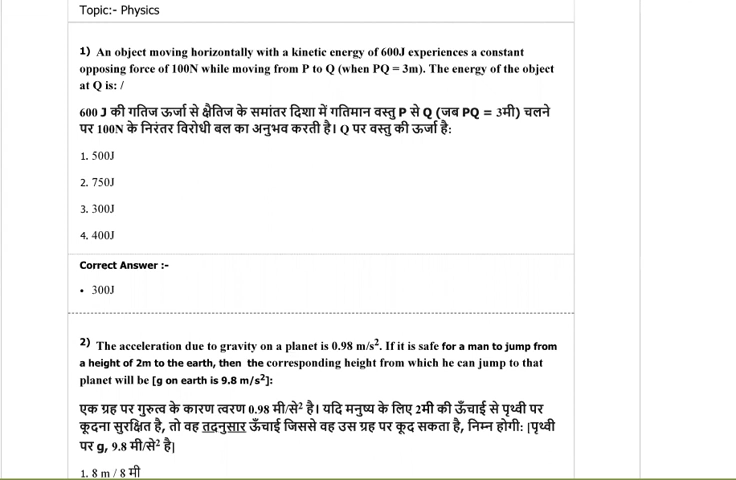 Topic:- Physics
1) An object moving horizontally with a kinetic energy of 600J experiences a constant
opposing force of 100N while moving from P to Q (when PQ = 3m). The energy of the object
at Q is: /
600 J की गतिज ऊर्जा से क्षैतिज के समांतर दिशा में गतिमान वस्तु P से Q (जब PQ = 3मी) चलने
पर 100N के निरंतर विरोधी बल का अनुभव करती है। Q पर वस्तु की ऊर्जा है:
1. 500J
2. 750J
3. 300J
4. 400J
Correct Answer :-
• 300J
2) The acceleration due to gravity on a planet is 0.98 m/s². If it is safe for a man to jump from
a height of 2m to the earth, then the corresponding height from which he can jump to that
planet will be [g on earth is 9.8 m/s²]:
एक ग्रह पर गुरुत्व के कारण त्वरण 0.98 मी/से² है। यदि मनुष्य के लिए 2मी की ऊँचाई से पृथ्वी पर
कूदना सुरक्षित है, तो वह तद्नुसार ऊँचाई जिससे वह उस ग्रह पर कूद सकता है, निम्न होगी: [पृथ्वी
पर g, 9.8 मी/से² है]
1. 8 m / 8 मी